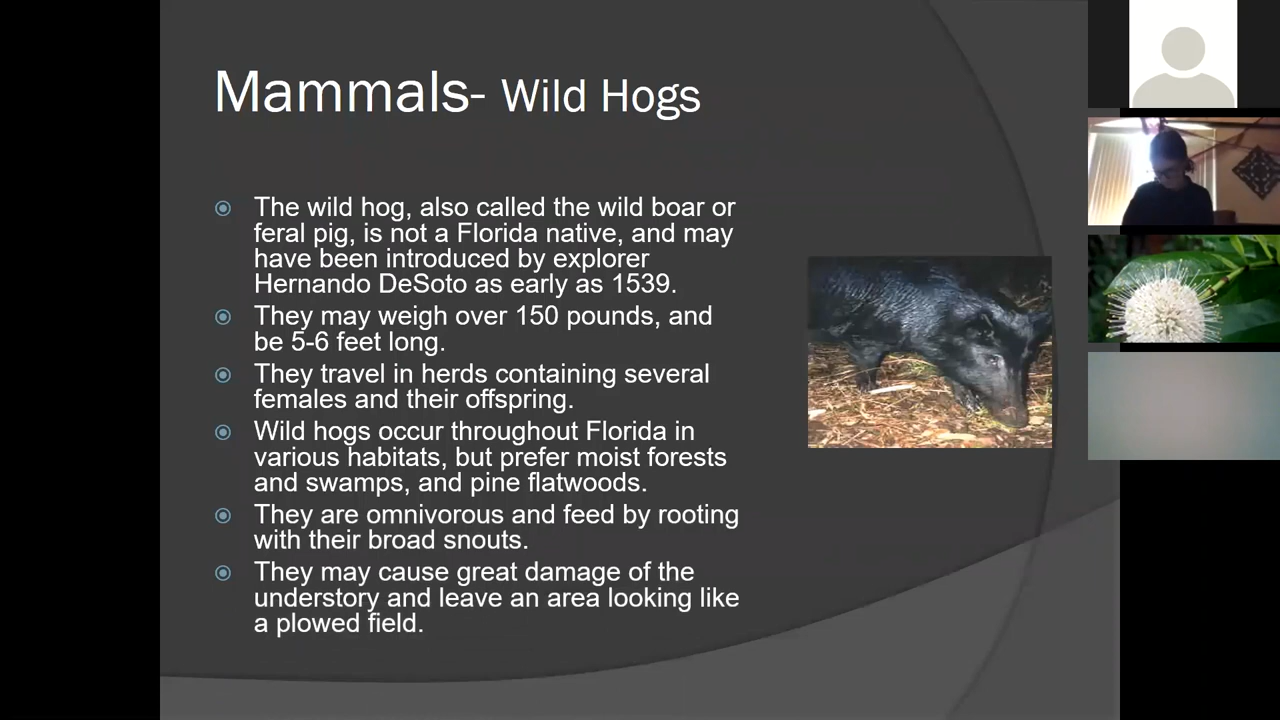 Mammals- Wild Hogs
The wild hog, also called the wild boar or
feral pig, is not a Florida native, and may
have been introduced by explorer
Hernando DeSoto as early as 1539.
They may weigh over 150 pounds, and
be 5-6 feet long.
They travel in herds containing several
females and their offspring.
Wild hogs occur throughout Florida in
various habitats, but prefer moist forests
and swamps, and pine flatwoods.
They are omnivorous and feed by rooting
with their broad snouts.
They may cause great damage of the
understory and leave an area looking like
a plowed field.